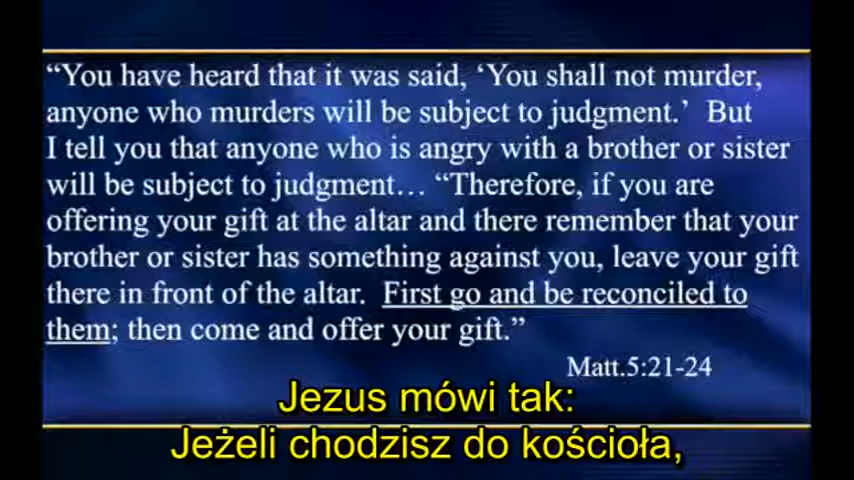 “You have heard that it was said, ‘You shall not murder,
anyone who murders will be subject to judgment.’ But
I tell you that anyone who is angry with a brother or sister
will be subject to judgment… “Therefore, if you are
offering your gift at the altar and there remember that your
brother or sister has something against you, leave your gift
there in front of the altar. First go and be reconciled to
them; then come and offer your gift.”
Matt.5:21-24
Jezus mówi tak:
Jeżeli chodzisz do kościoła,